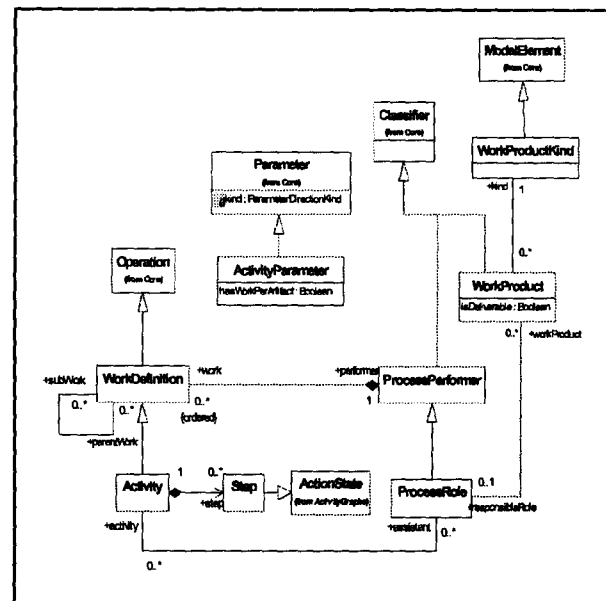 ModelElement
(from Core)
Classifier
(from Core)
WorkProductKind
+kind
1
Parameter
(from Core)
kind : ParameterDirectionKind
0..*
Operation
(from Core)
ActivityParameter
hasWorkPerArtifact : Boolean
WorkProduct
isDeliverable : Boolean
0..*
+workProduct
+subWork
0..*
WorkDefinition
0..*
+parentWork
+work
0..*
{ordered}
+performer
1
ProcessPerformer
Activity
1
0..*
+step
Step
ActionState
(from ActivityGraphs)
ProcessRole
0..1
+responsibleRole
+activity
0..*
+assistant
0..*